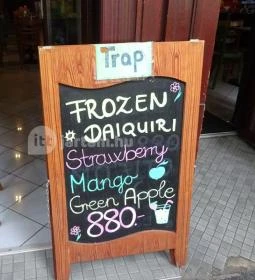 Trap
FROZEN
DAIQUIRI
Strawberry
Mango
Green Apple
880.-